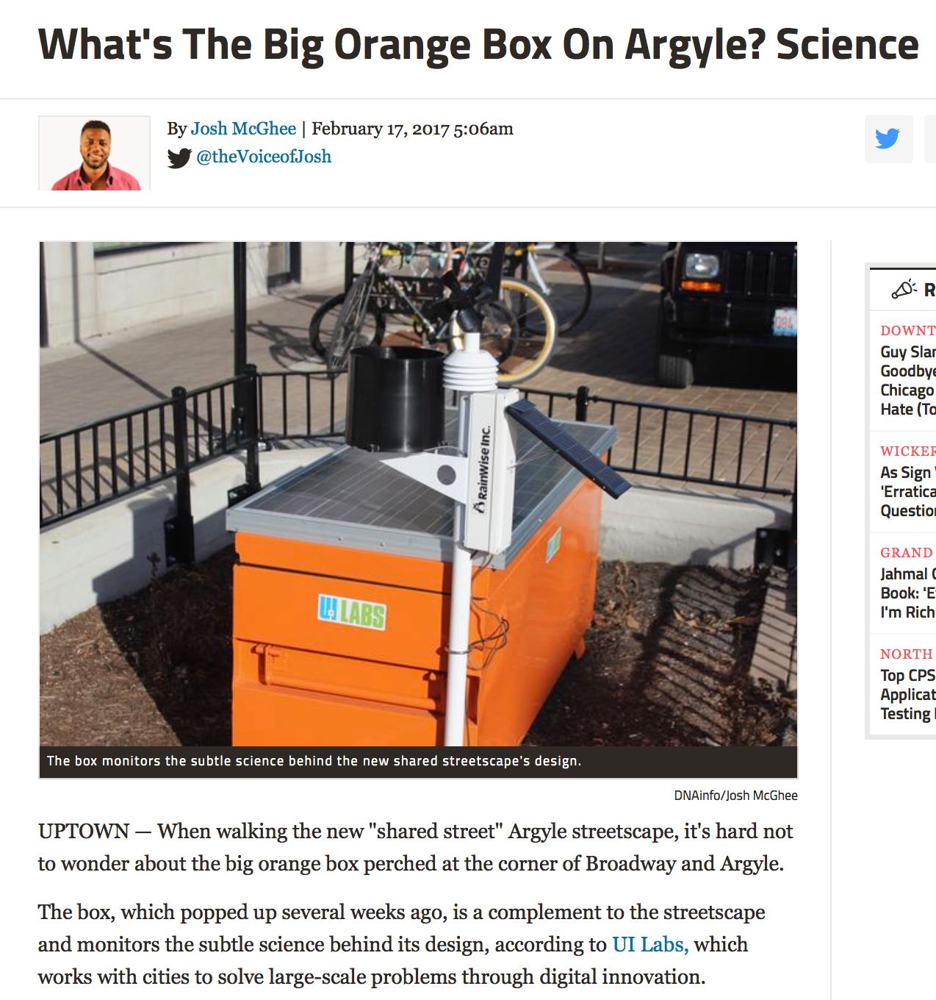 What's The Big Orange Box On Argyle? Science
By Josh McGhee | February 17, 2017 5:06am
@theVoiceofJosh
RainWise Inc.
UI LABS
The box monitors the subtle science behind the new shared streetscape's design.
DNAinfo/Josh McGhee
UPTOWN — When walking the new "shared street" Argyle streetscape, it's hard not
to wonder about the big orange box perched at the corner of Broadway and Argyle.
The box, which popped up several weeks ago, is a complement to the streetscape
and monitors the subtle science behind its design, according to UI Labs, which
works with cities to solve large-scale problems through digital innovation.
R
DOWNT
Guy Slar
Goodbye
Chicago
Hate (To
WICKER
As Sign
'Erratica
Question
GRAND
Jahmal
Book: 'E
I'm Rich
NORTH
Top CPS
Applicat
Testing